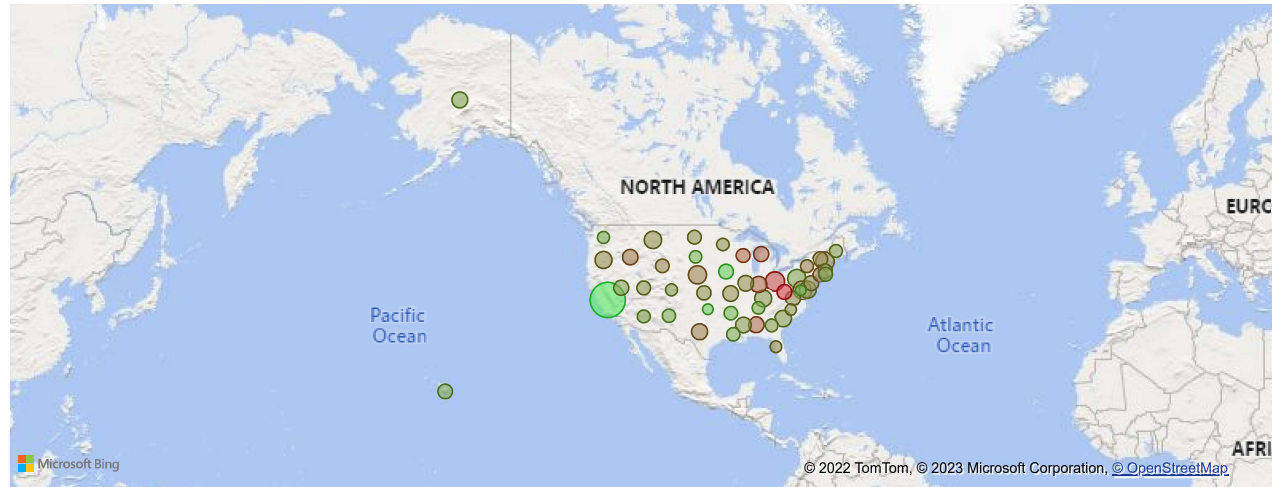 NORTH AMERICA
EURC
Pacific
Ocean
Atlantic
Ocean
AFRI
Microsoft Bing
© 2022 TomTom, © 2023 Microsoft Corporation, © OpenStreetMap